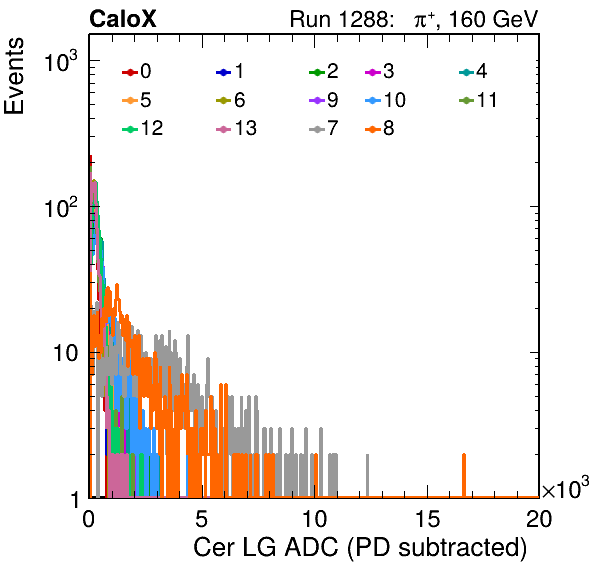 CaloX Run 1288: π⁺, 160 GeV
Events
10³
0 1 2 3 4
5 6 9 10 11
12 13 7 8
10²
10
1
0 5 10 15 20 ×10³
Cer LG ADC (PD subtracted)